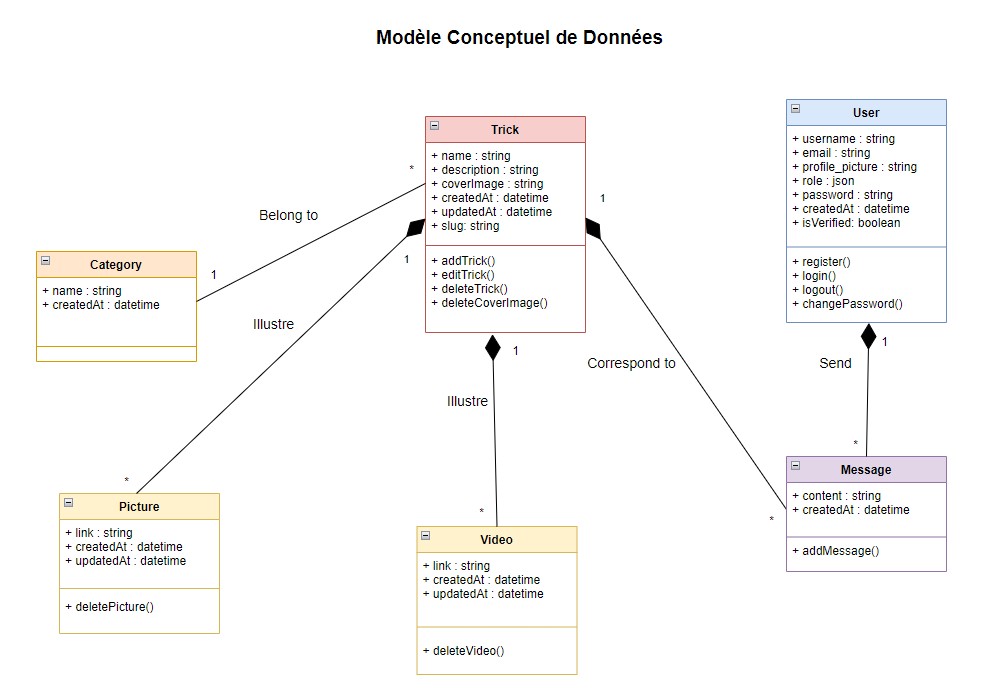 Modèle Conceptuel de Données
Trick
+ name : string
+ description : string
+ coverImage : string
+ createdAt : datetime
+ updatedAt : datetime
+ slug: string
+ addTrick()
+ editTrick()
+ deleteTrick()
+ deleteCoverImage()
User
+ username : string
+ email : string
+ profile_picture : string
+ role : json
+ password : string
+ createdAt : datetime
+ isVerified: boolean
+ register()
+ login()
+ logout()
+ changePassword()
*
Belong to
1
Category
+ name : string
+ createdAt : datetime
1
Illustre
*
1
Illustre
*
1
Correspond to
*
1
Send
*
Picture
+ link : string
+ createdAt : datetime
+ updatedAt : datetime
+ deletePicture()
Video
+ link : string
+ createdAt : datetime
+ updatedAt : datetime
+ deleteVideo()
Message
+ content : string
+ createdAt : datetime
+ addMessage()